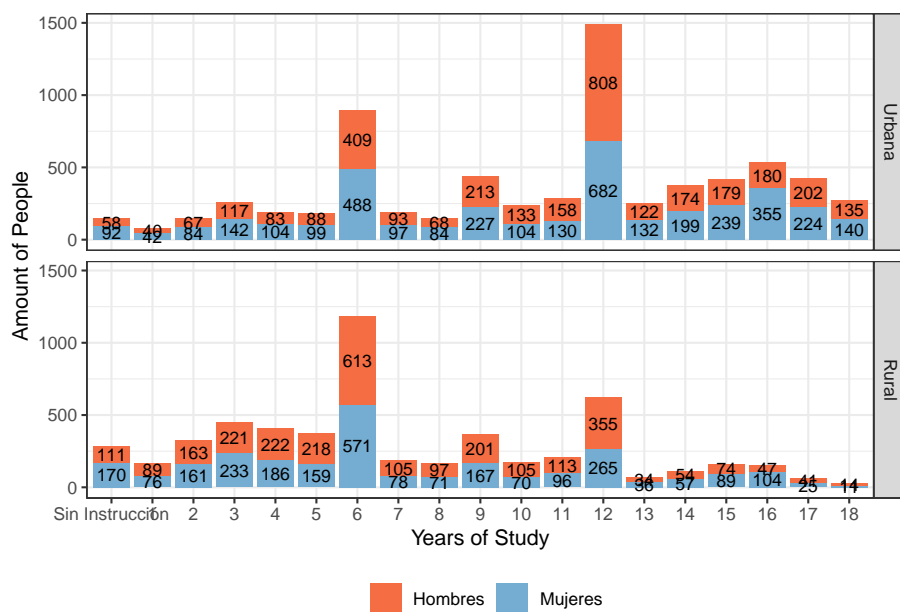 1500
1000
500
0
58 40 67 117 83 88 409 93 68 213 133 158 808 122 174 179 180 202 135
92 42 84 142 104 99 488 97 84 227 104 130 682 132 199 239 355 224 140
Urbana
Amount of People
1500
1000
500
0
111 89 163 221 222 218 613 105 97 201 105 113 355 34 54 74 47 41 14
170 76 161 233 186 159 571 78 71 167 70 96 265 57 89 104 25
Rural
Sin Instrucción 1 2 3 4 5 6 7 8 9 10 11 12 13 14 15 16 17 18
Years of Study
Hombres Mujeres